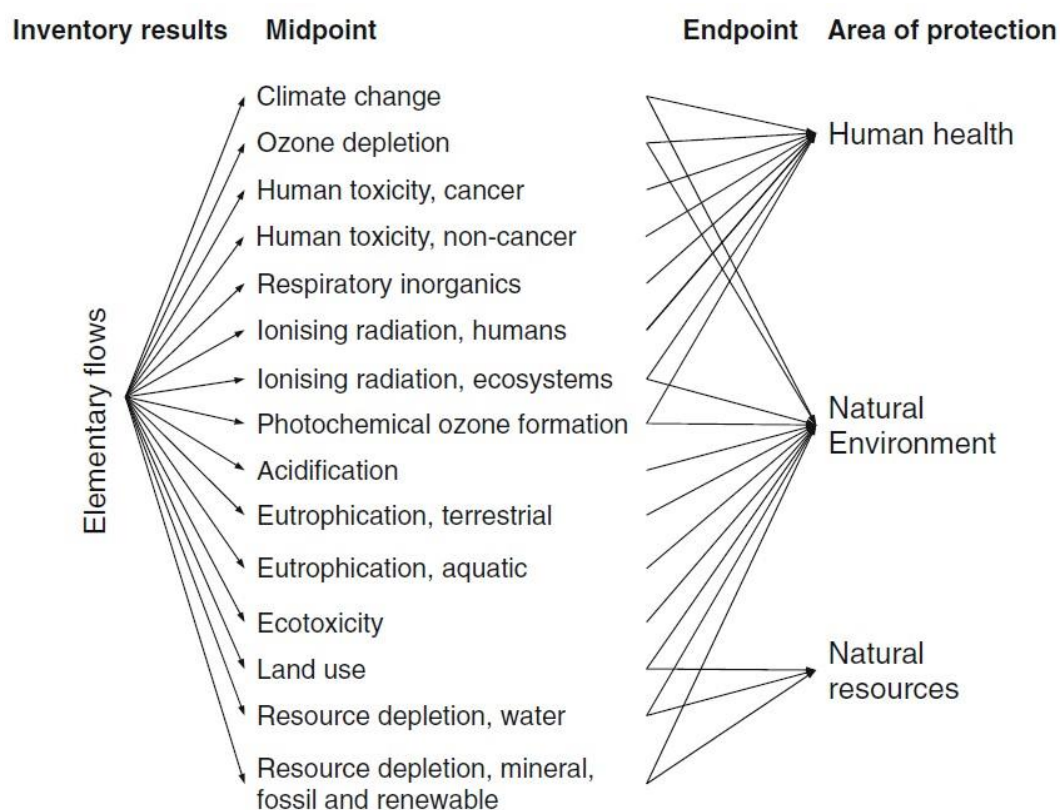 Inventory results Midpoint Endpoint Area of protection
Elementary flows
Climate change
Ozone depletion
Human toxicity, cancer
Human toxicity, non-cancer
Respiratory inorganics
Ionising radiation, humans
Ionising radiation, ecosystems
Photochemical ozone formation
Acidification
Eutrophication, terrestrial
Eutrophication, aquatic
Ecotoxicity
Land use
Resource depletion, water
Resource depletion, mineral,
fossil and renewable
Human health
Natural
Environment
Natural
resources